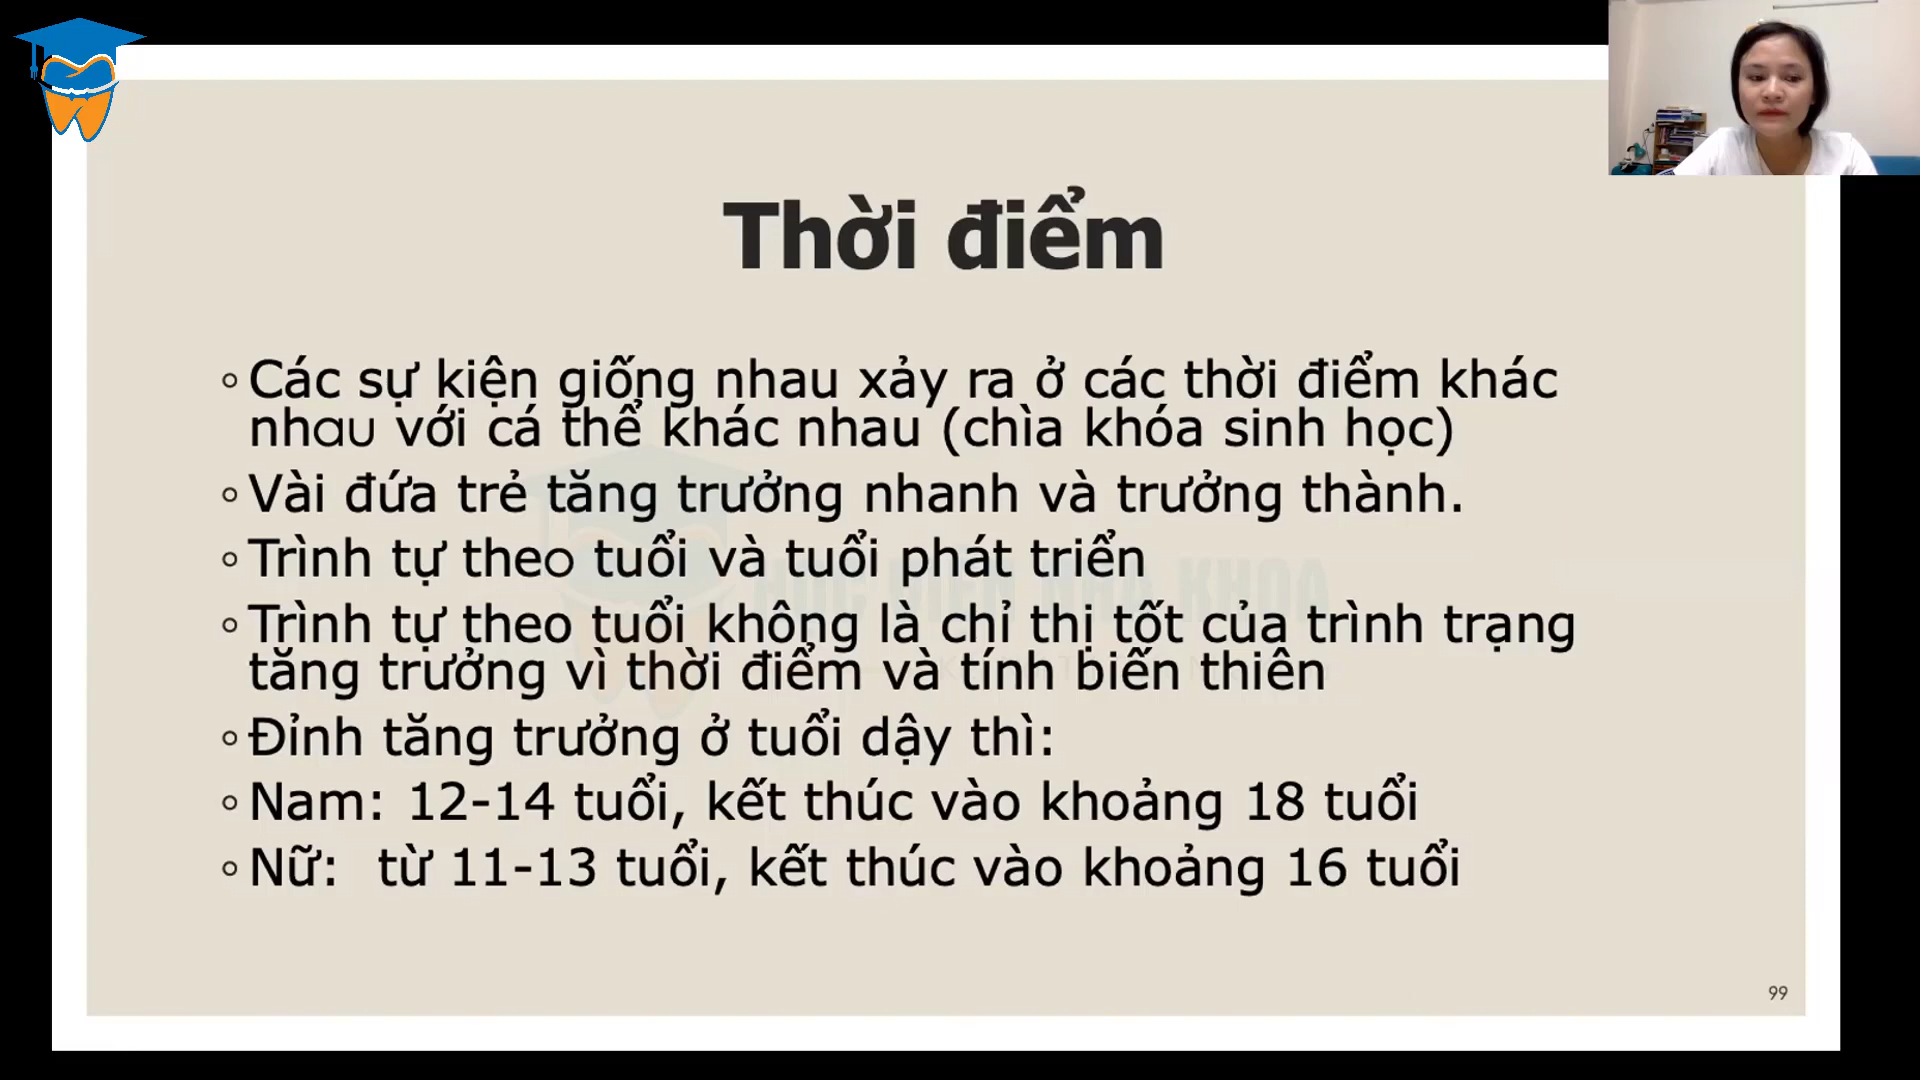 Thời điểm
◦Các sự kiện giống nhau xảy ra ở các thời điểm khác
nhau với cá thể khác nhau (chìa khóa sinh học)
◦Vài đứa trẻ tăng trưởng nhanh và trưởng thành.
◦Trình tự theo tuổi và tuổi phát triển
HỌC VIỆN NHA KHOA
◦Trình tự theo tuổi không là chỉ thị tốt của trình trạng
tăng trưởng vì thời điểm và tính biến thiên
◦Đỉnh tăng trưởng ở tuổi dậy thì:
◦Nam: 12-14 tuổi, kết thúc vào khoảng 18 tuổi
◦Nữ: từ 11-13 tuổi, kết thúc vào khoảng 16 tuổi
99